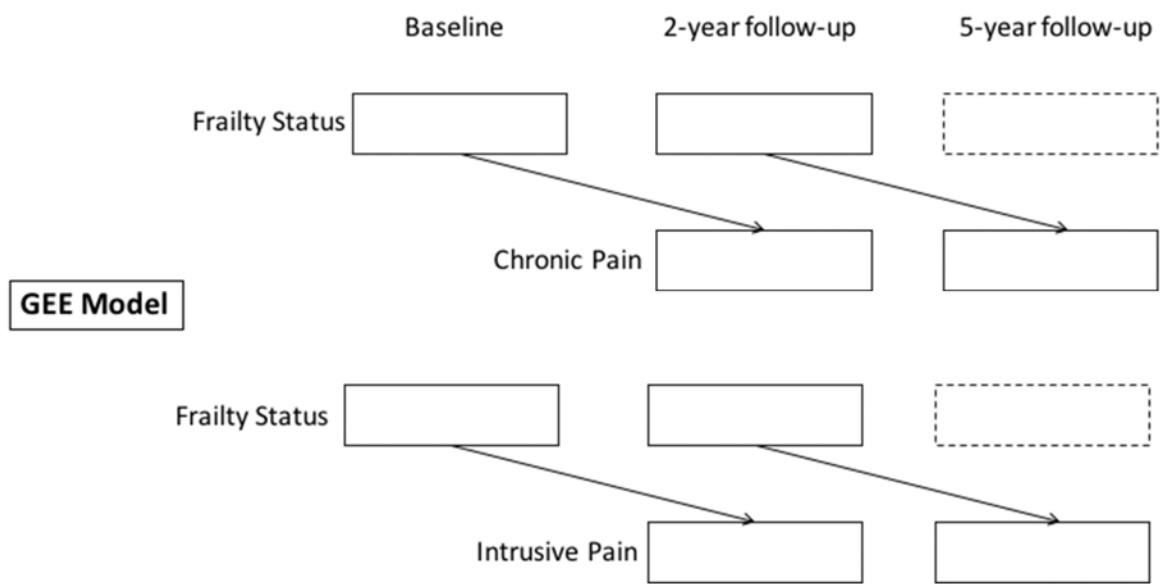 Baseline 2-year follow-up 5-year follow-up
Frailty Status
Chronic Pain
GEE Model
Frailty Status
Intrusive Pain